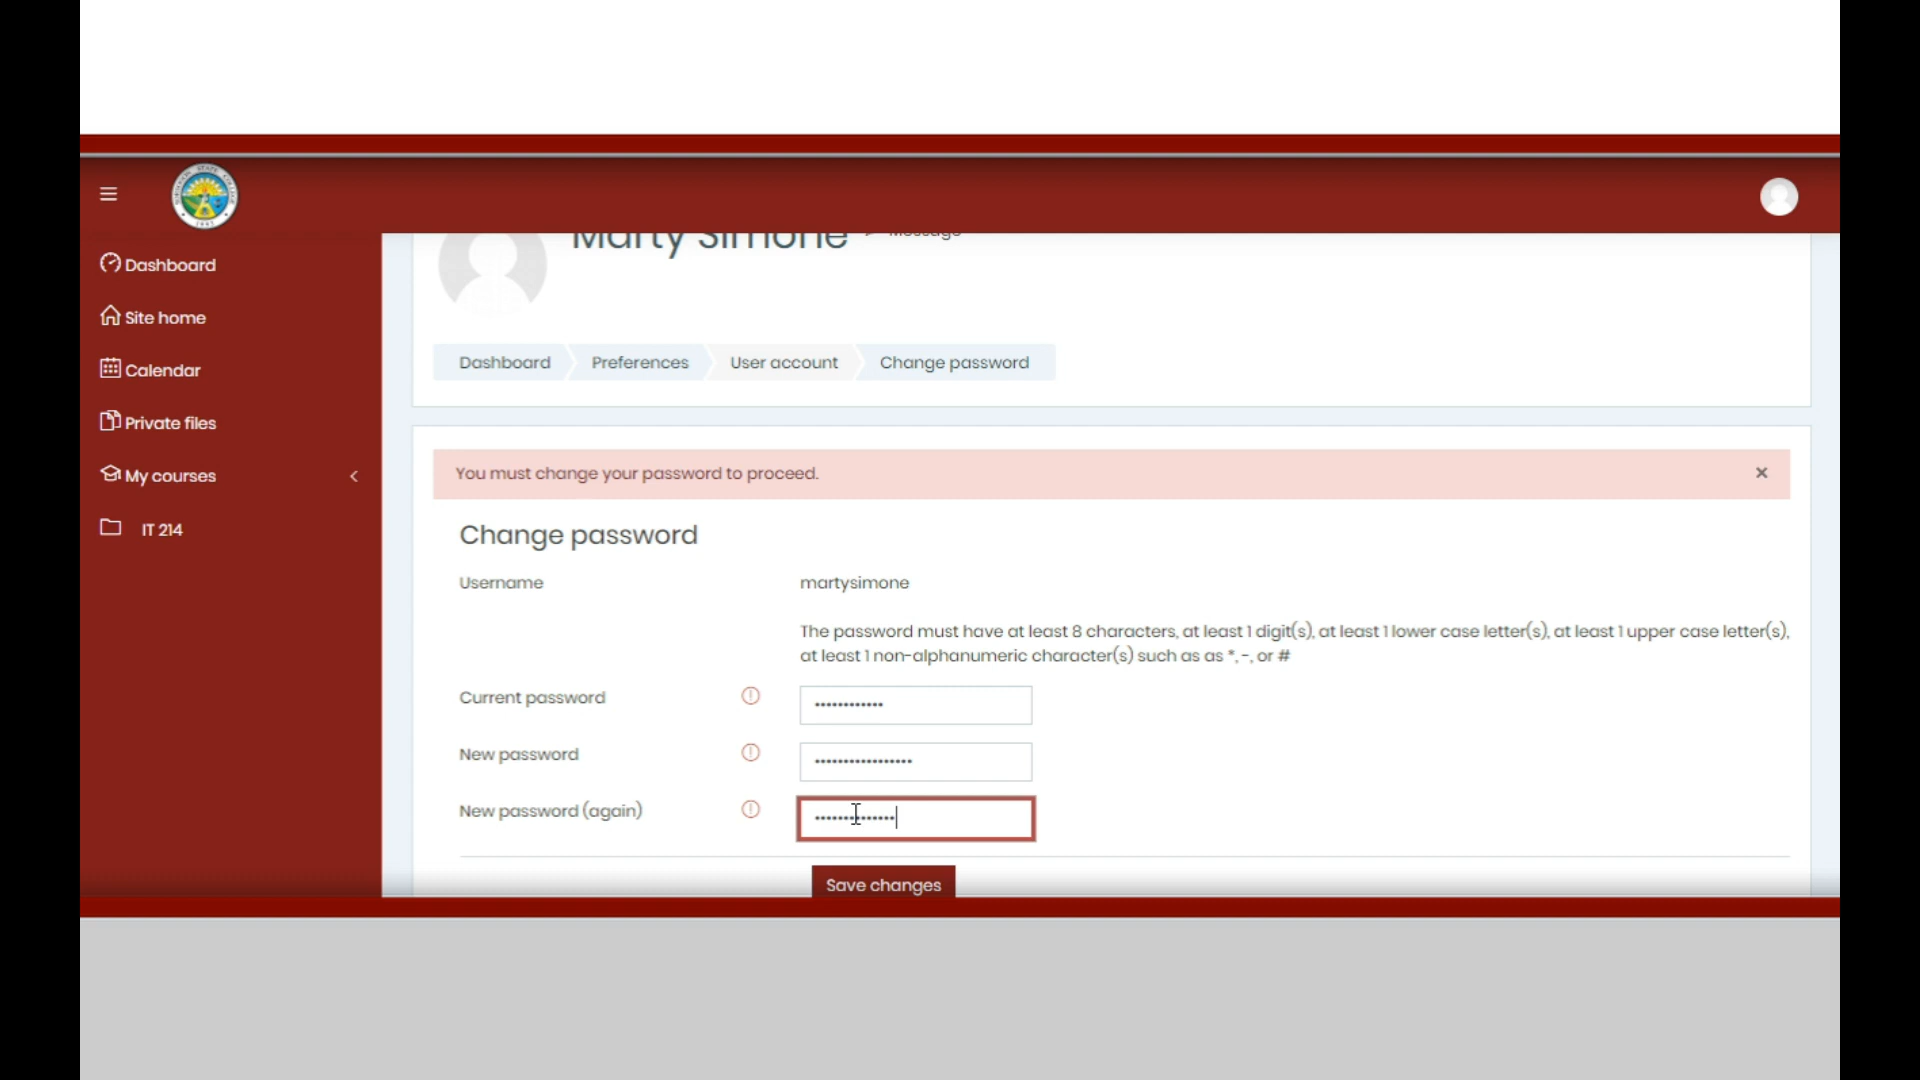 Marty Simone Message
Dashboard
Site home
Calendar
Private files
My courses
IT 214
Dashboard Preferences User account Change password
You must change your password to proceed.
Change password
Username martysimone
The password must have at least 8 characters, at least 1 digit(s), at least 1 lower case letter(s), at least 1 upper case letter(s),
at least 1 non-alphanumeric character(s) such as as *, -, or #
Current password
New password
New password (again)
Save changes